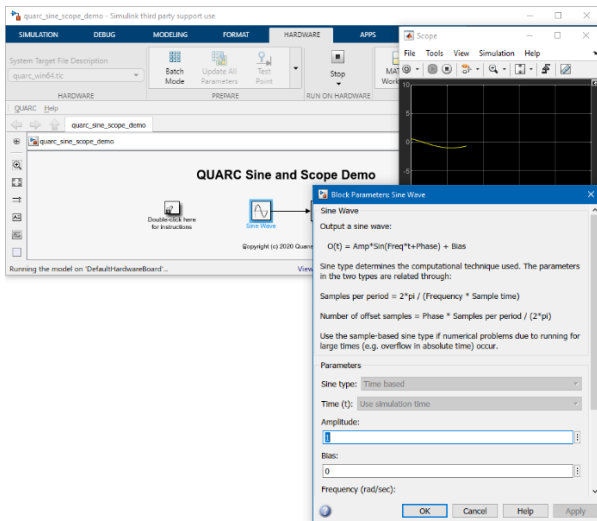 quarc_sine_scope_demo - Simulink third party support use
SIMULATION DEBUG MODELING FORMAT HARDWARE APPS
System Target File Description
quarc_win64.tlc
Batch Mode
Update All Parameters
Test Point
Stop
HARDWARE PREPARE RUN ON HARDWARE
QUARC Help
quarc_sine_scope_demo
quarc_sine_scope_demo
QUARC Sine and Scope Demo
Double-click here
for instructions
Sine Wave
Running the model on 'DefaultHardwareBoard'...
Scope
File Tools View Simulation Help
10
5
0
-5
Block Parameters: Sine Wave
Sine Wave
Output a sine wave:
O(t) = Amp*Sin(Freq*t+Phase) + Bias
Sine type determines the computational technique used. The parameters
in the two types are related through:
Samples per period = 2*pi / (Frequency * Sample time)
Number of offset samples = Phase * Samples per period / (2*pi)
Use the sample-based sine type if numerical problems due to running for
large times (e.g. overflow in absolute time) occur.
Parameters
Sine type: Time based
Time (t): Use simulation time
Amplitude:
1
Bias:
0
Frequency (rad/sec):
OK Cancel Help Apply